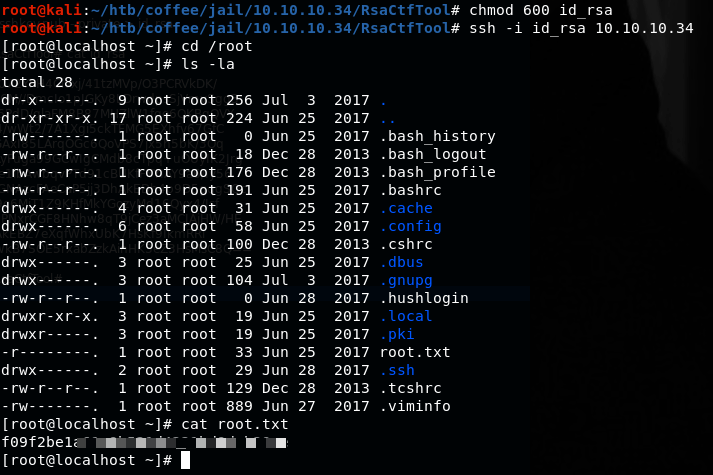 root@kali:~/htb/coffee/jail/10.10.10.34/RsaCtfTool# chmod 600 id_rsa
root@kali:~/htb/coffee/jail/10.10.10.34/RsaCtfTool# ssh -i id_rsa 10.10.10.34
[root@localhost ~]# cd /root
[root@localhost ~]# ls -la
total 28
dr-xr-x---.  9 root root 256 Jul  3  2017 .
dr-xr-xr-x. 17 root root 224 Jun 25  2017 ..
-rw-------.  1 root root   0 Jun 25  2017 .bash_history
-rw-r--r--.  1 root root  18 Dec 28  2013 .bash_logout
-rw-r--r--.  1 root root 176 Dec 28  2013 .bash_profile
-rw-r--r--.  1 root root 191 Jun 25  2017 .bashrc
drwx------.  4 root root  31 Jun 25  2017 .cache
drwx------.  6 root root  58 Jun 25  2017 .config
-rw-r--r--.  1 root root 100 Dec 28  2013 .cshrc
drwx------.  3 root root  25 Jun 25  2017 .dbus
drwx------.  3 root root 104 Jul  3  2017 .gnupg
-rw-r--r--.  1 root root   0 Jun 28  2017 .hushlogin
drwxr-xr-x.  3 root root  19 Jun 25  2017 .local
drwxr-----.  3 root root  19 Jun 25  2017 .pki
-r--------.  1 root root  33 Jun 25  2017 root.txt
drwx------.  2 root root  29 Jun 28  2017 .ssh
-rw-r--r--.  1 root root 129 Dec 28  2013 .tcshrc
-rw-------.  1 root root 889 Jun 27  2017 .viminfo
[root@localhost ~]# cat root.txt
f09f2be1a
[root@localhost ~]#